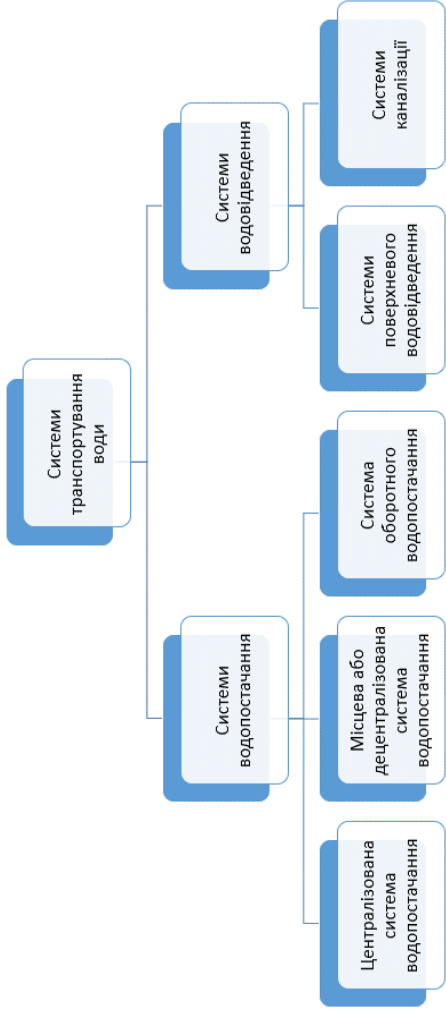 Системи
транспортування
води
Системи
водопостачання
Системи
водовідведення
Централізована
система
водопостачання
Місцева або
децентралізована
система
водопостачання
Система
оборотного
водопостачання
Системи
поверхневого
водовідведення
Системи
каналізації